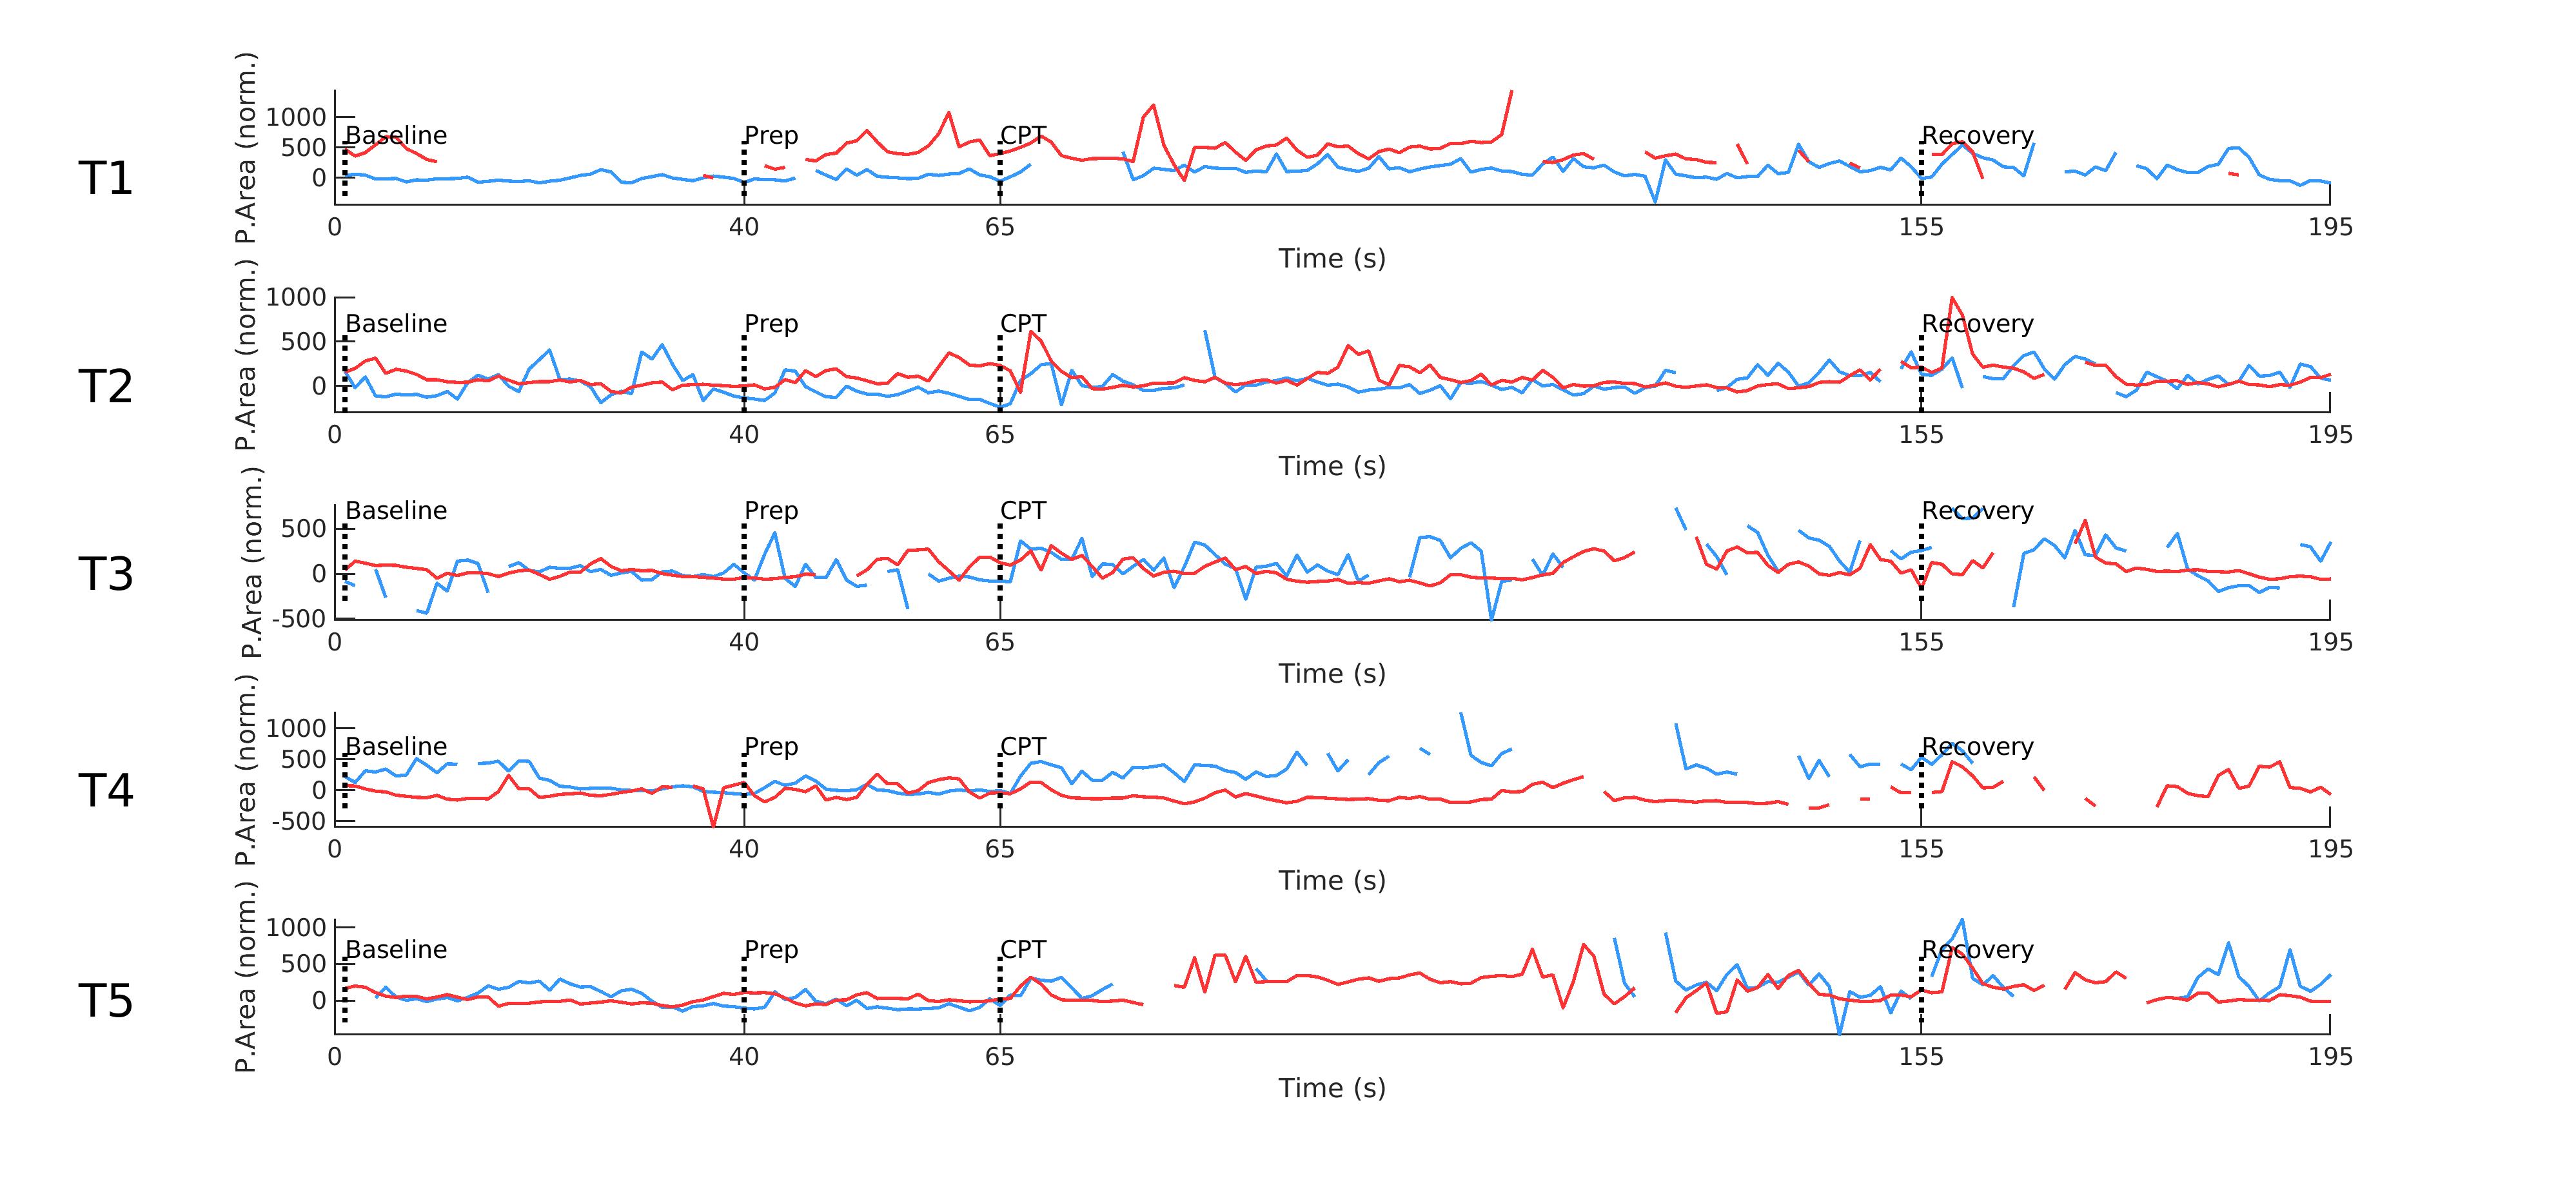 T1
P.Area (norm.)
1000
500
0
Baseline
Prep
CPT
Recovery
0
40
65
155
195
Time (s)
T2
P.Area (norm.)
1000
500
0
Baseline
Prep
CPT
Recovery
0
40
65
155
195
Time (s)
T3
P.Area (norm.)
500
0
-500
Baseline
Prep
CPT
Recovery
0
40
65
155
195
Time (s)
T4
P.Area (norm.)
1000
500
0
-500
Baseline
Prep
CPT
Recovery
0
40
65
155
195
Time (s)
T5
P.Area (norm.)
1000
500
0
Baseline
Prep
CPT
Recovery
0
40
65
155
195
Time (s)